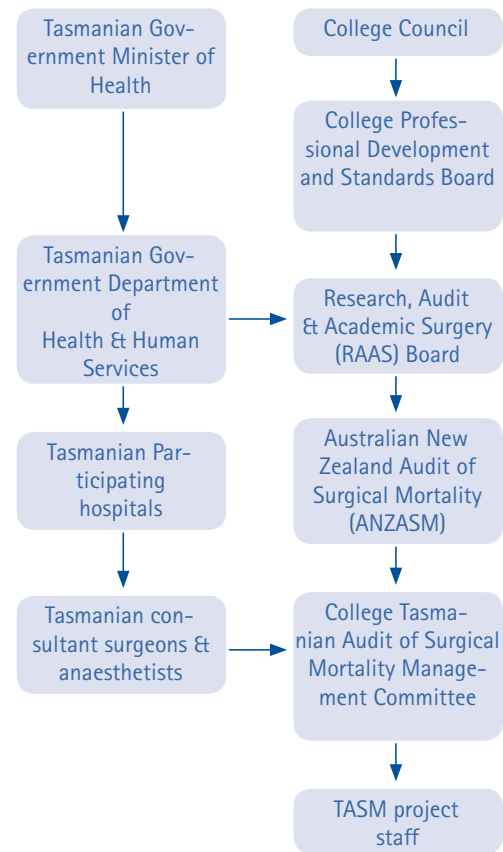 Tasmanian Gov-
ernment Minister of
Health
College Council
College Profes-
sional Development
and Standards Board
Tasmanian Gov-
ernment Department
of
Health & Human
Services
Research, Audit
& Academic Surgery
(RAAS) Board
Tasmanian Par-
ticipating
hospitals
Australian New
Zealand Audit of
Surgical Mortality
(ANZASM)
Tasmanian con-
sultant surgeons &
anaesthetists
College Tasma-
nian Audit of Surgical
Mortality Manage-
ment Committee
TASM project
staff